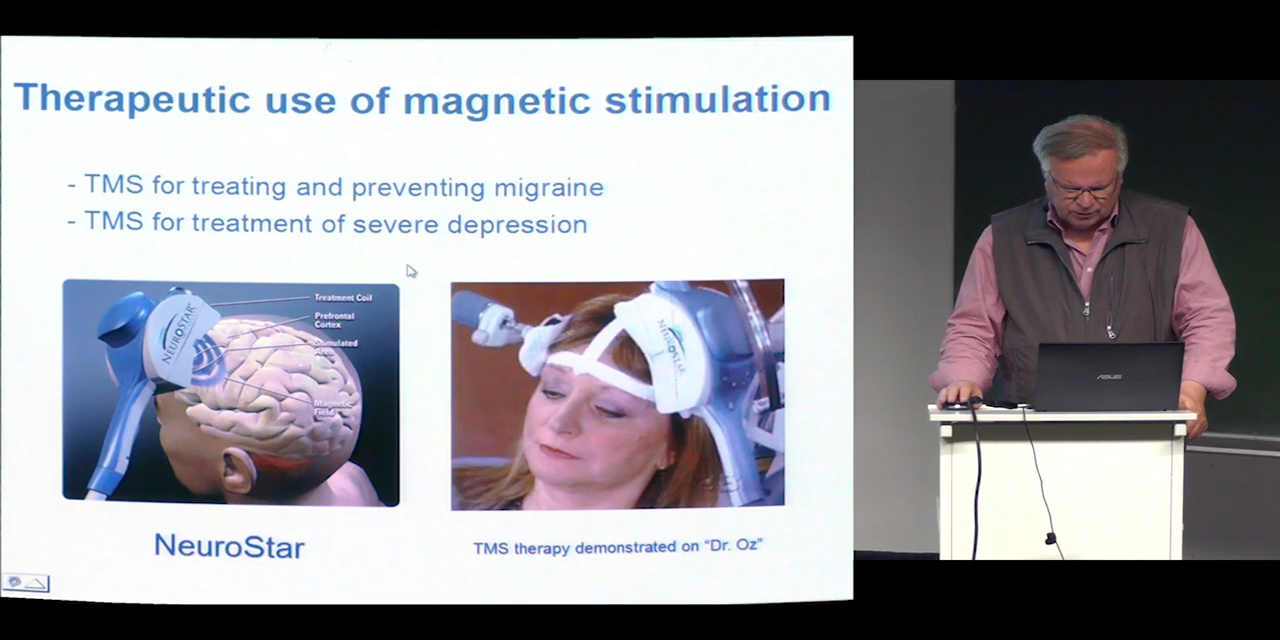 Therapeutic use of magnetic stimulation
- TMS for treating and preventing migraine
- TMS for treatment of severe depression
Treatment Coil
Prefrontal
Cortex
Stimulated
Area
Magnetic
Field
NEUROSTAR
NEUROSTAR
NeuroStar
TMS therapy demonstrated on “Dr. Oz”
ASUS